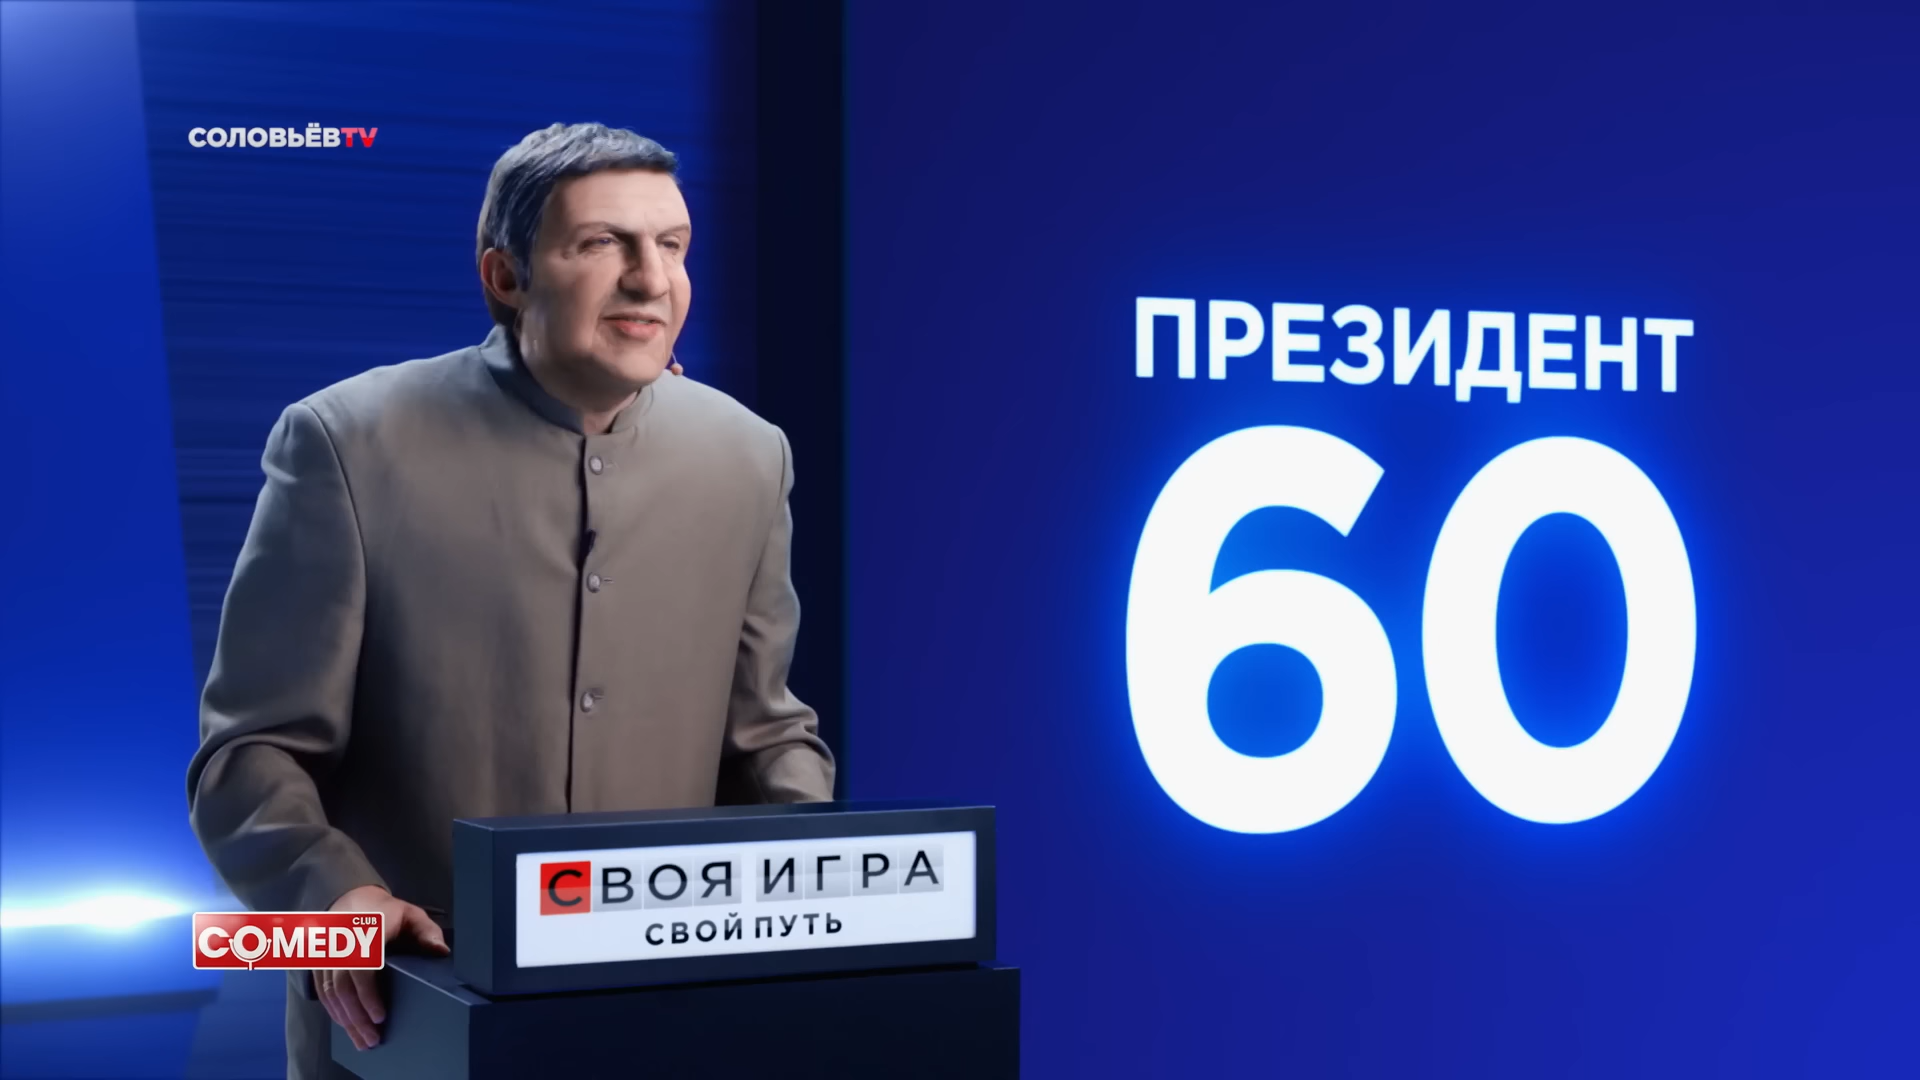 СОЛОВЬЁВTV
ПРЕЗИДЕНТ
60
СВОЯ ИГРА
СВОЙ ПУТЬ
COMEDY CLUB